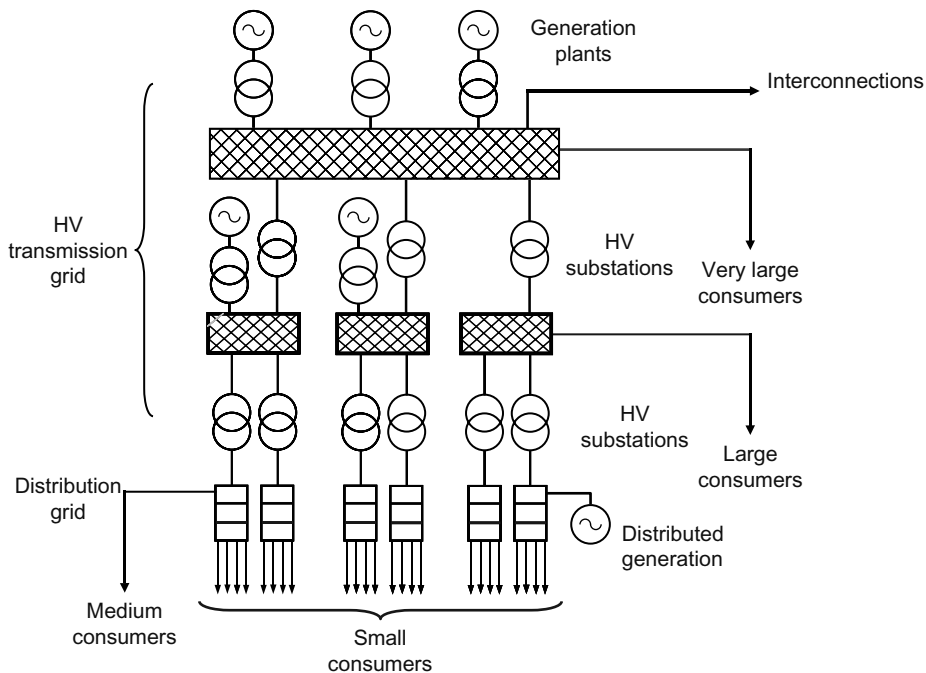 Generation
plants
Interconnections
HV
transmission
grid
HV
substations
Very large
consumers
HV
substations
Large
consumers
Distribution
grid
Distributed
generation
Medium
consumers
Small
consumers